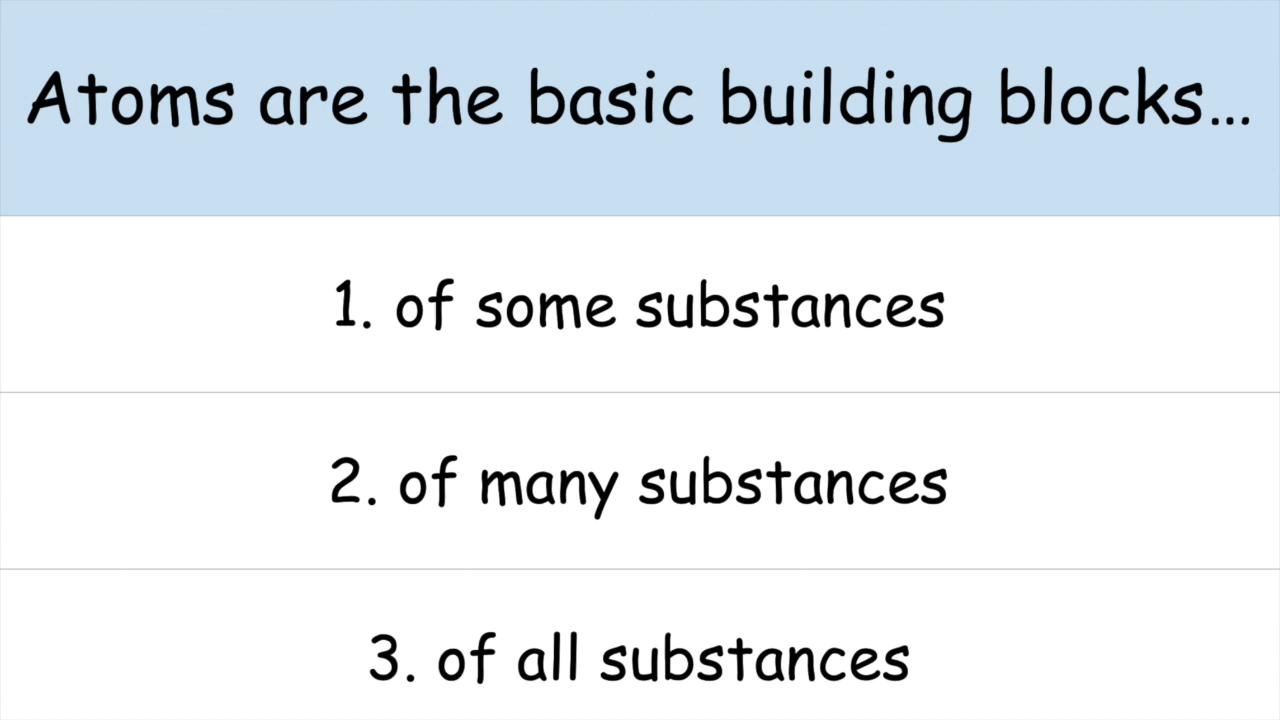 Atoms are the basic building blocks...
1. of some substances
2. of many substances
3. of all substances